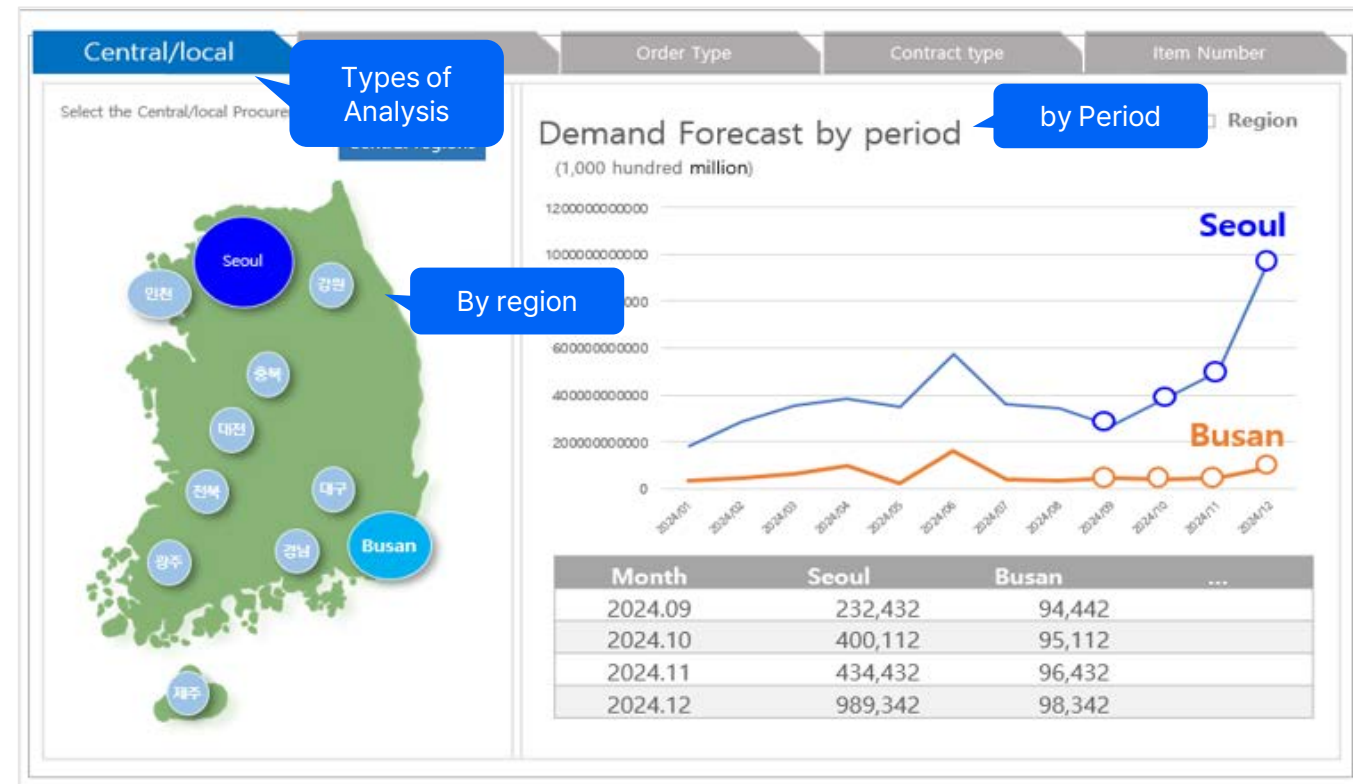 Central/local
Order Type
Contract type
Item Number
Types of
Analysis
Select the Central/local
Seoul
인천
강원
By region
충북
대전
전북
대구
경남
Busan
광주
제주
Demand Forecast by period
by Period
Region
(1,000 hundred million)
1200000000000
1000000000000
600000000000
400000000000
200000000000
0
Seoul
Busan
2024/01 2024/02 2024/03 2024/04 2024/05 2024/06 2024/07 2024/08 2024/09 2024/10 2024/11 2024/12
Month Seoul Busan ...
2024.09 232,432 94,442
2024.10 400,112 95,112
2024.11 434,432 96,432
2024.12 989,342 98,342